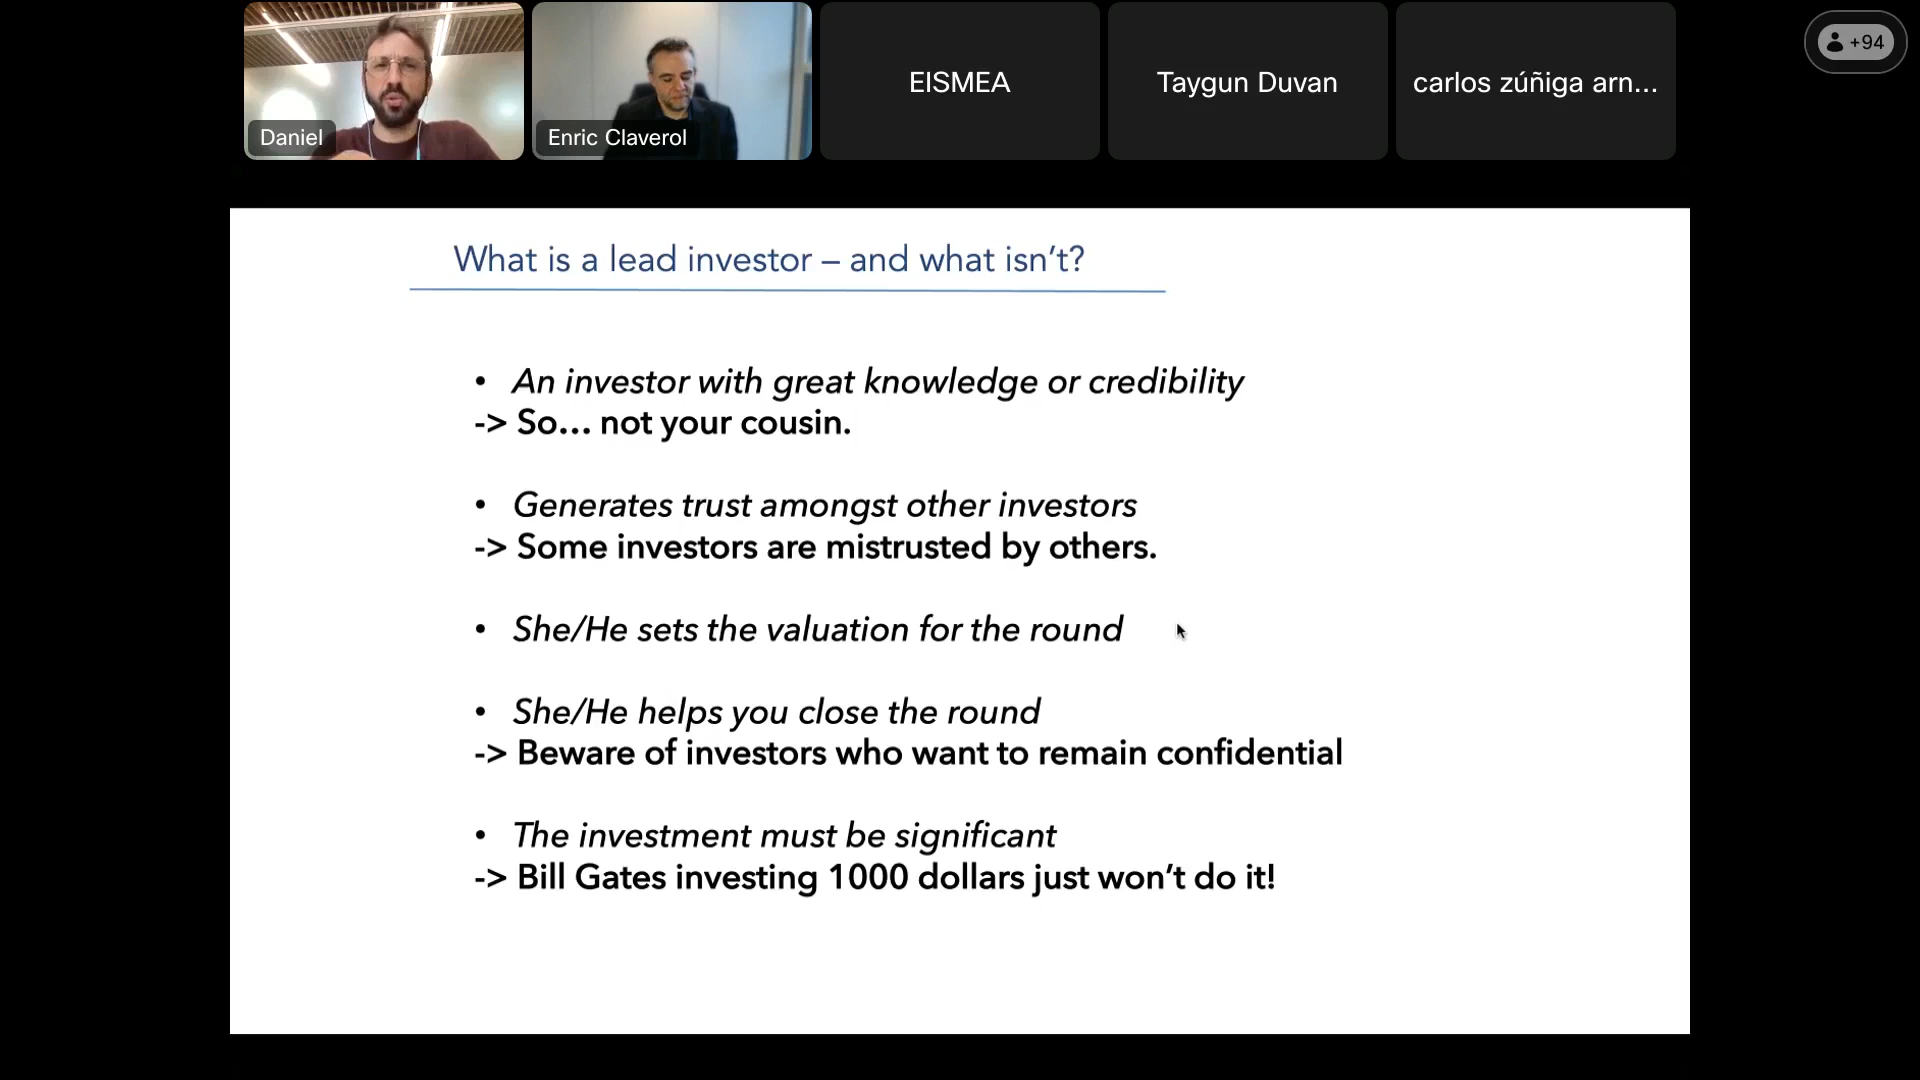 Daniel
Enric Claverol
EISMEA
Taygun Duvan
carlos zúñiga arn...
+94
What is a lead investor – and what isn’t?
• An investor with great knowledge or credibility
-> So… not your cousin.
• Generates trust amongst other investors
-> Some investors are mistrusted by others.
• She/He sets the valuation for the round
• She/He helps you close the round
-> Beware of investors who want to remain confidential
• The investment must be significant
-> Bill Gates investing 1000 dollars just won’t do it!